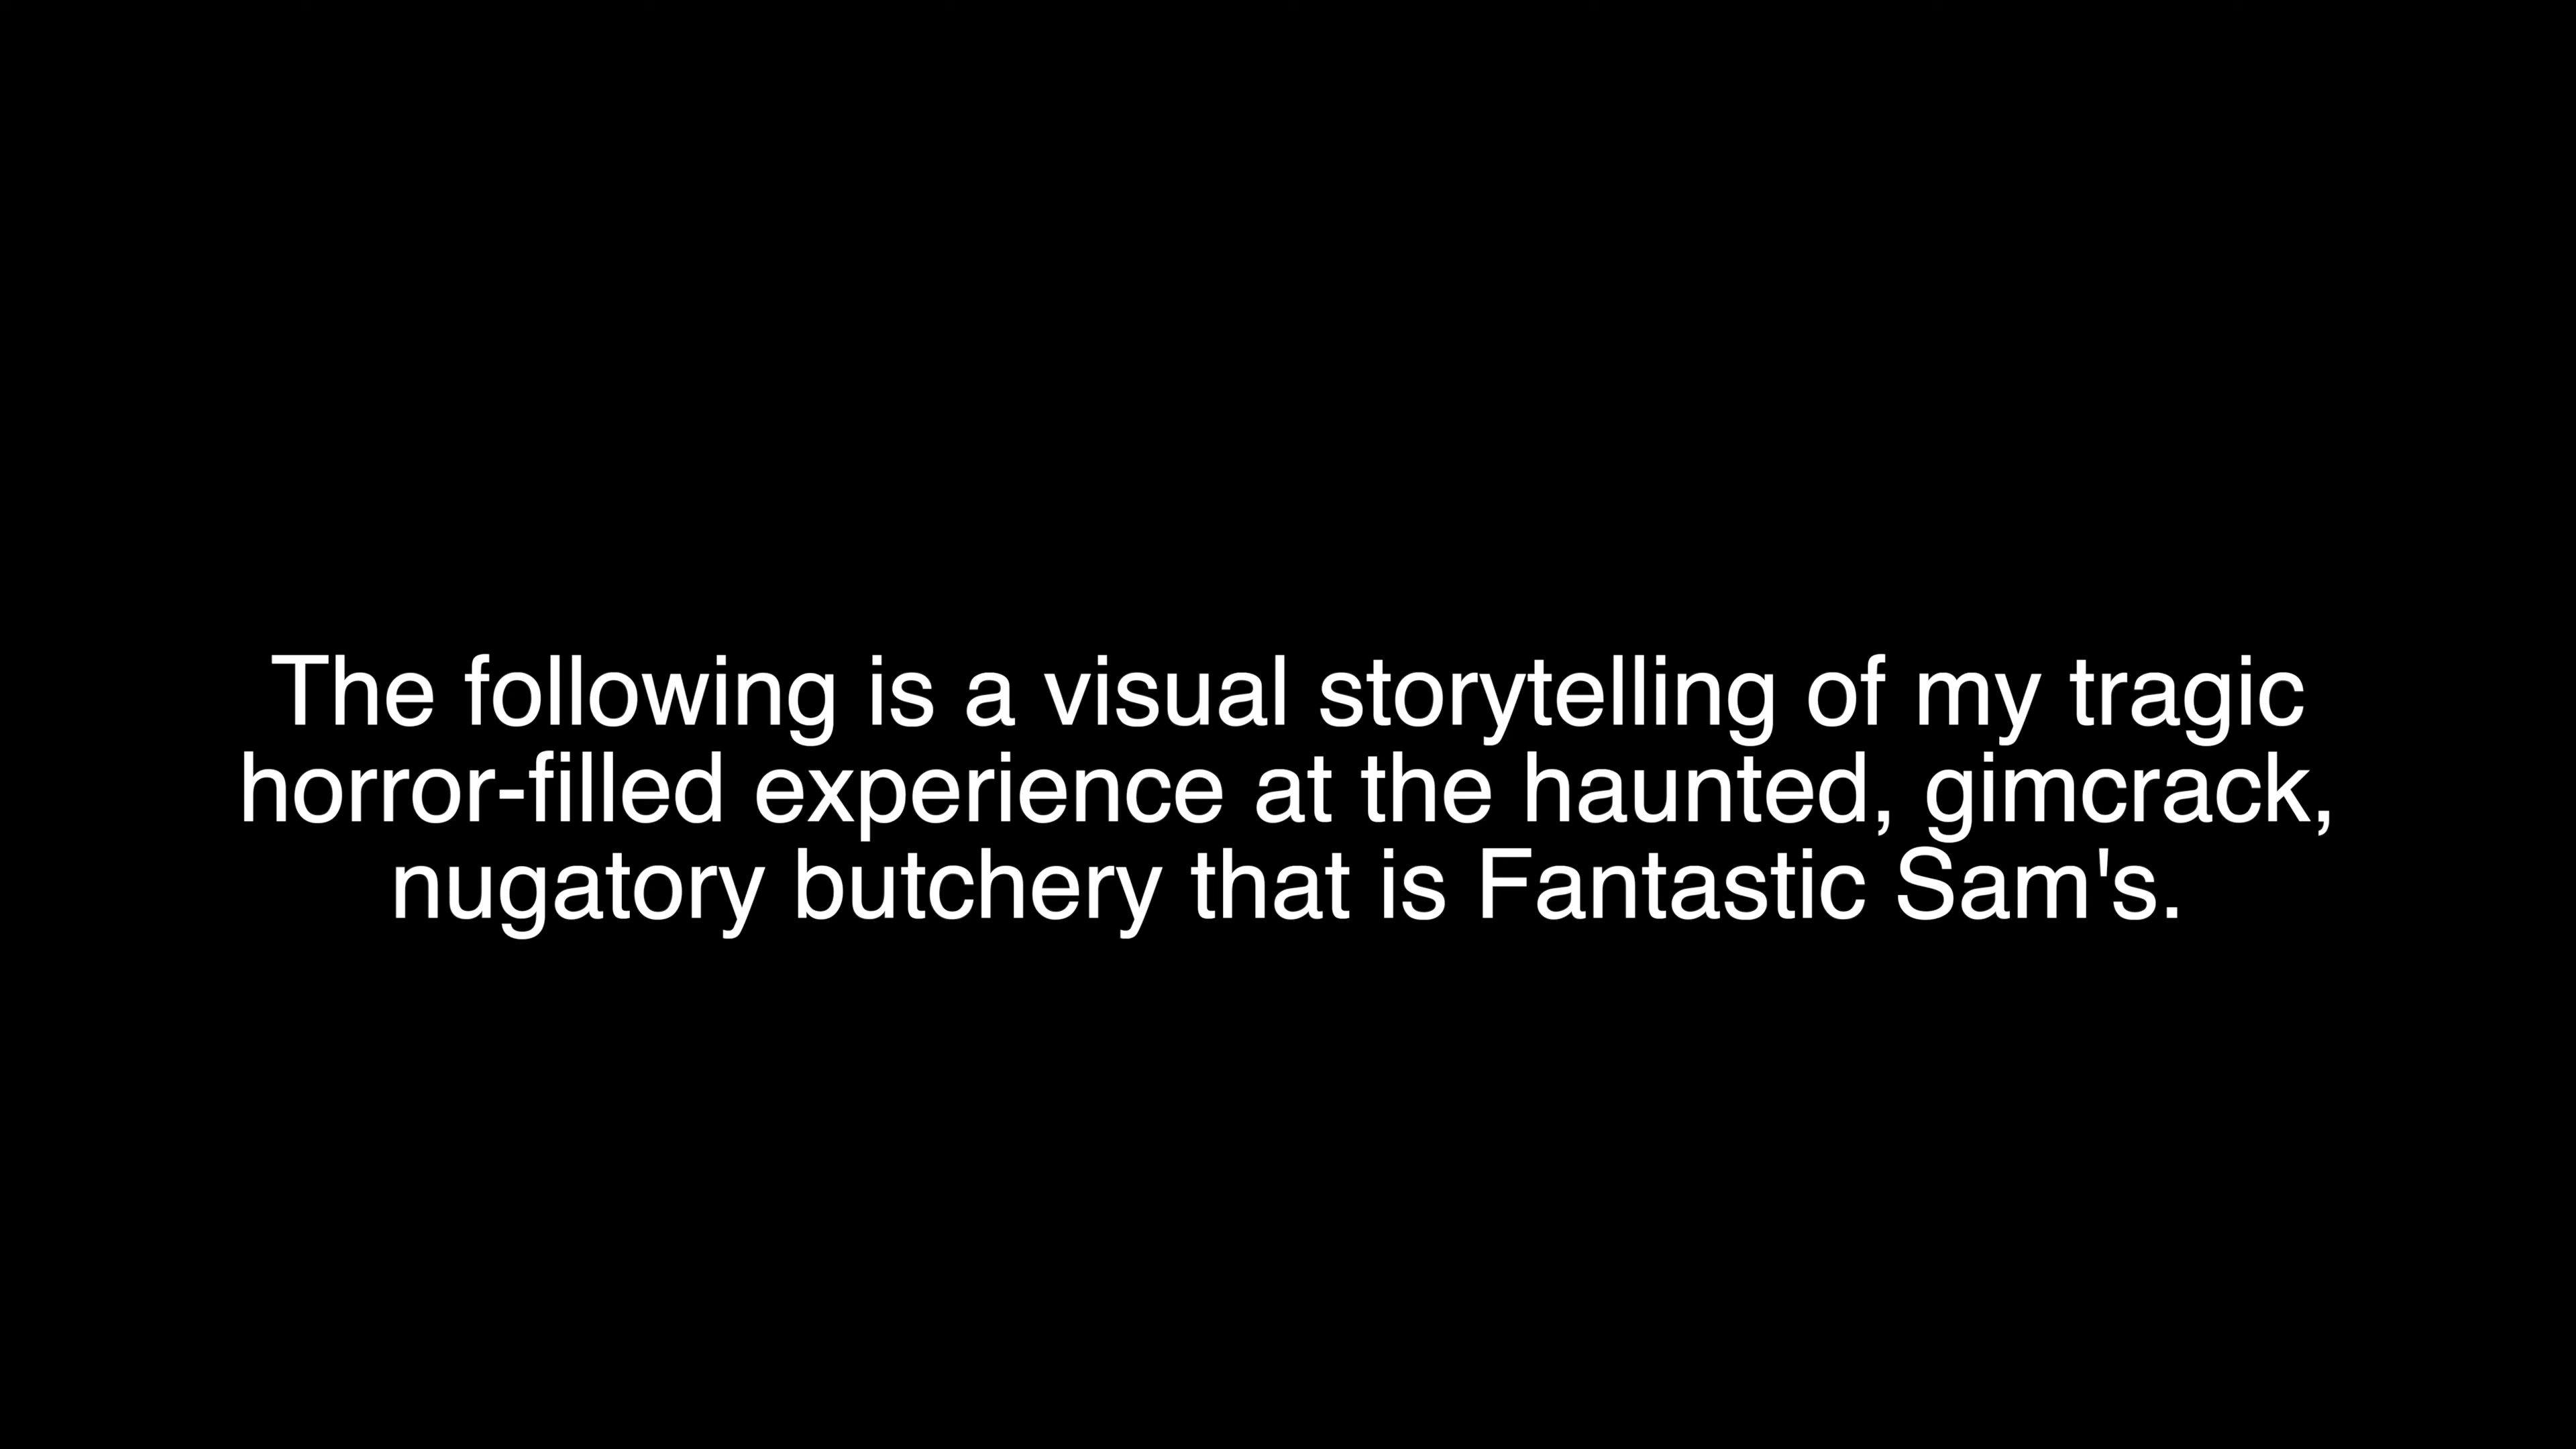 The following is a visual storytelling of my tragic
horror-filled experience at the haunted, gimcrack,
nugatory butchery that is Fantastic Sam's.